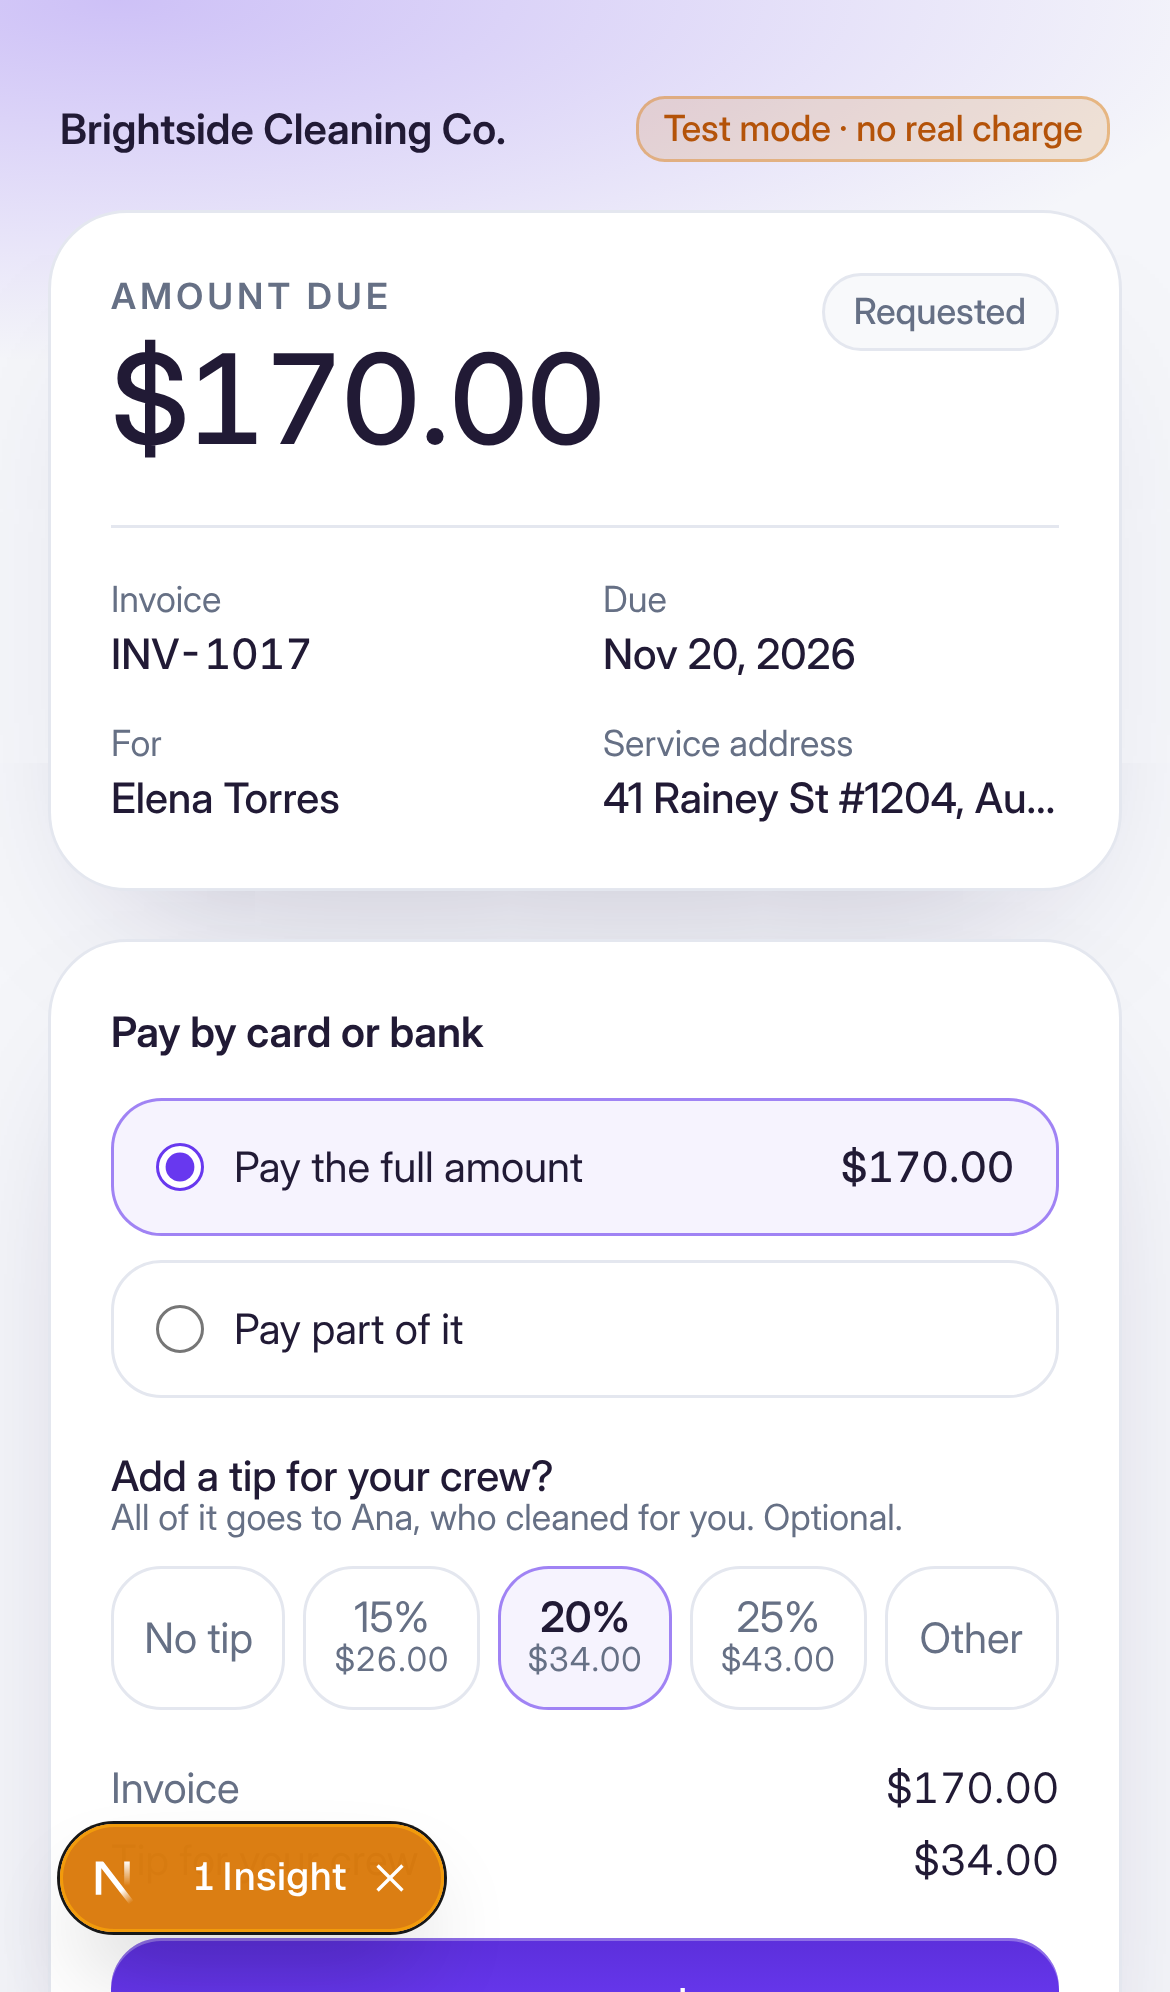 Brightside Cleaning Co.
Test mode · no real charge
AMOUNT DUE
Requested
$170.00
Invoice
INV-1017
Due
Nov 20, 2026
For
Elena Torres
Service address
41 Rainey St #1204, Au...
Pay by card or bank
Pay the full amount $170.00
Pay part of it
Add a tip for your crew?
All of it goes to Ana, who cleaned for you. Optional.
No tip
15%
$26.00
20%
$34.00
25%
$43.00
Other
Invoice $170.00
Tip for your crew $34.00
N 1 Insight